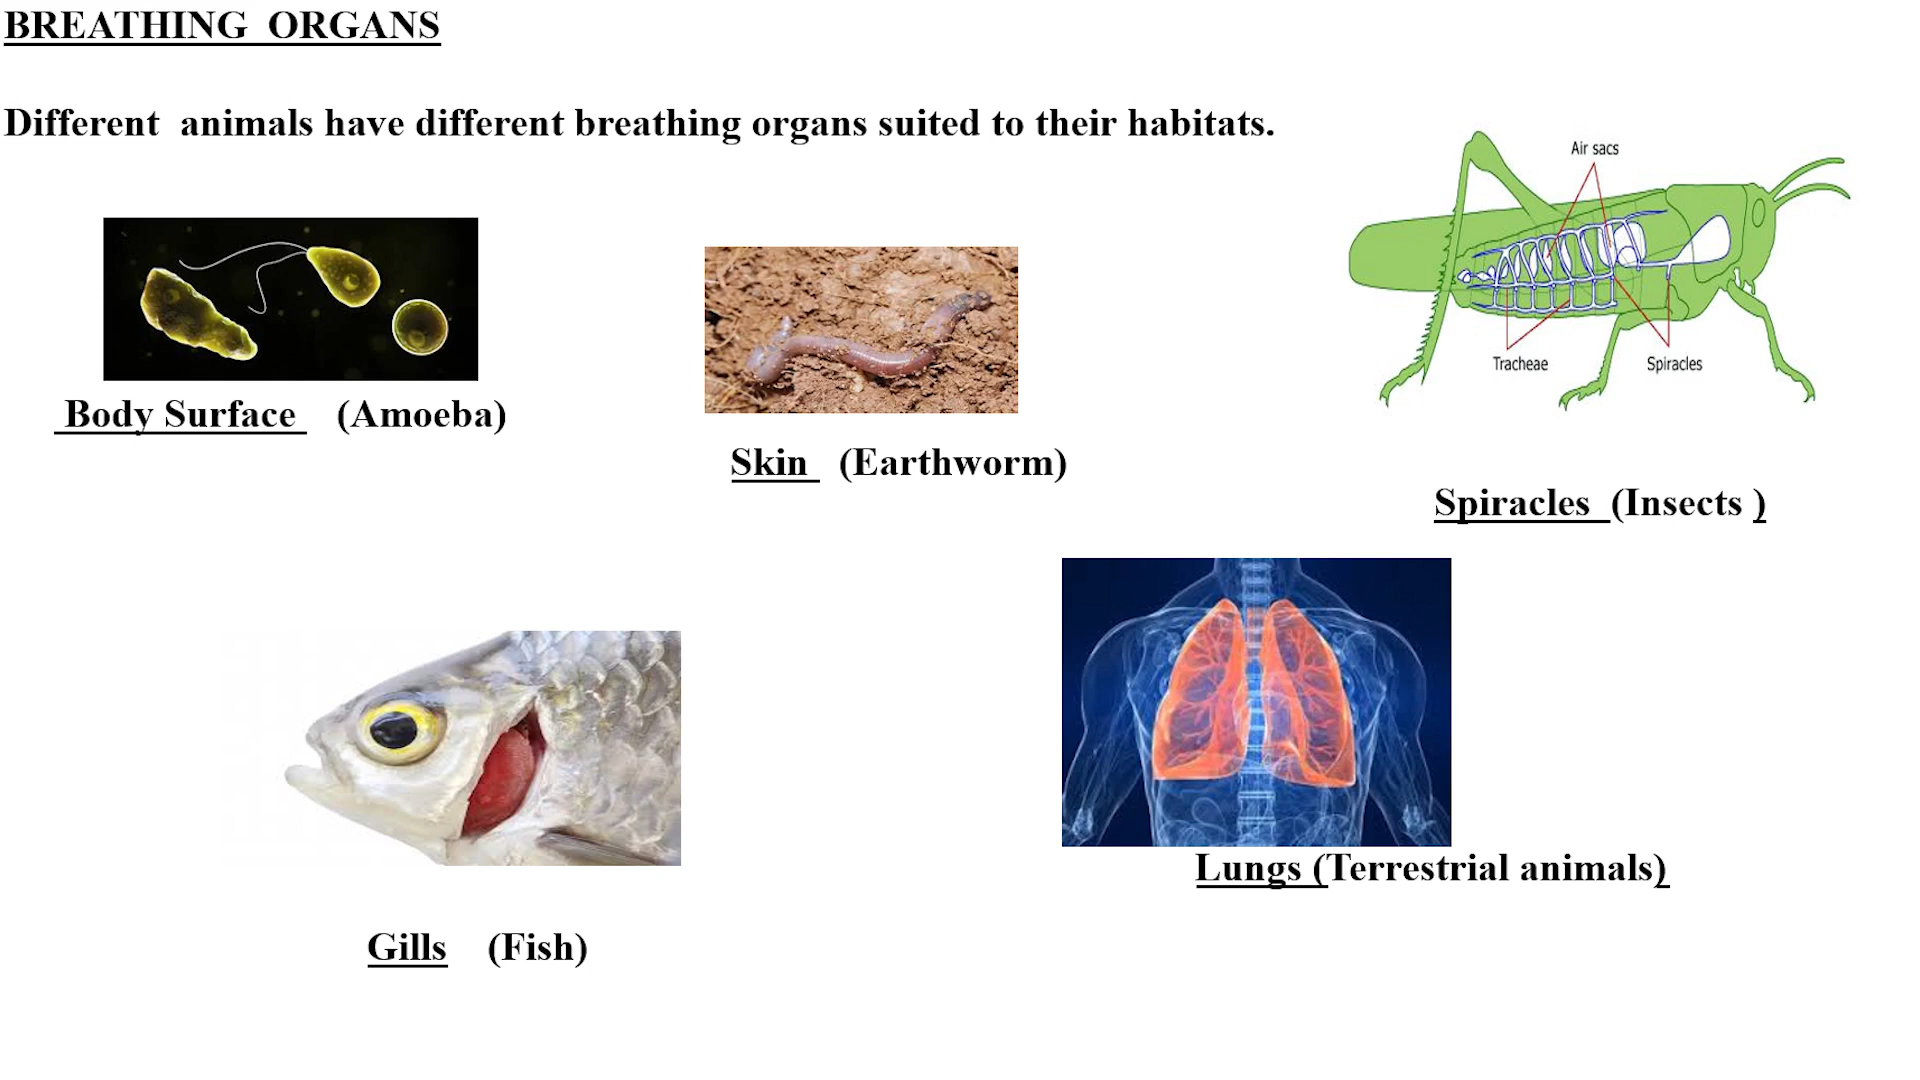 BREATHING ORGANS
Different animals have different breathing organs suited to their habitats.
Air sacs
Tracheae
Spiracles
Body Surface (Amoeba)
Skin (Earthworm)
Spiracles (Insects )
Lungs (Terrestrial animals)
Gills (Fish)